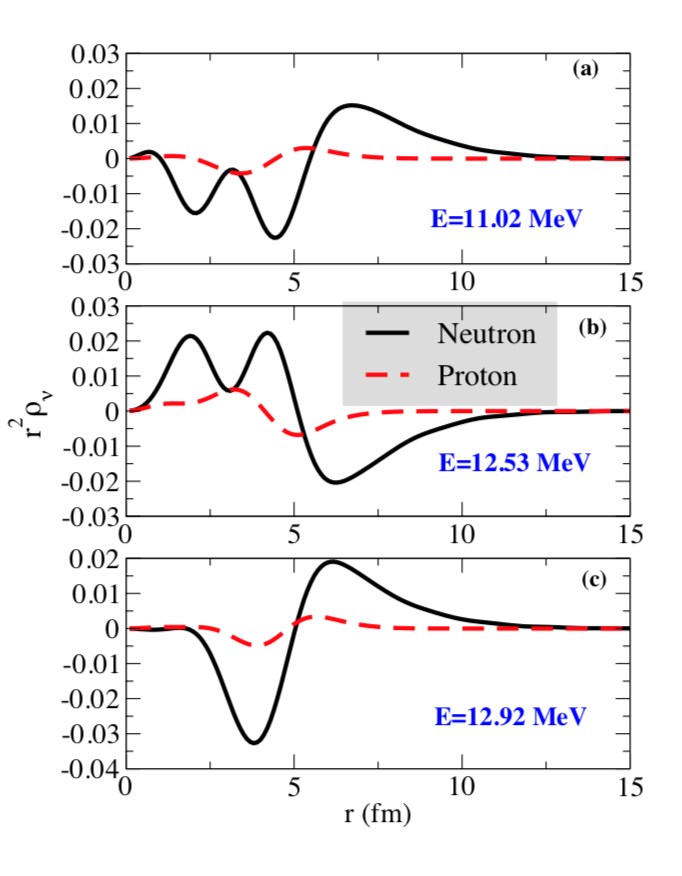 0.03
(a)
0.02
0.01
0
-0.01
E=11.02 MeV
-0.02
-0.03
0 5 10 15
0.03
Neutron (b)
0.02
Proton
0.01
0
-0.01
E=12.53 MeV
-0.02
-0.03
0 5 10 15
r²ρᵥ
0.02
(c)
0.01
0
-0.01
-0.02
E=12.92 MeV
-0.03
-0.04
0 5 10 15
r (fm)